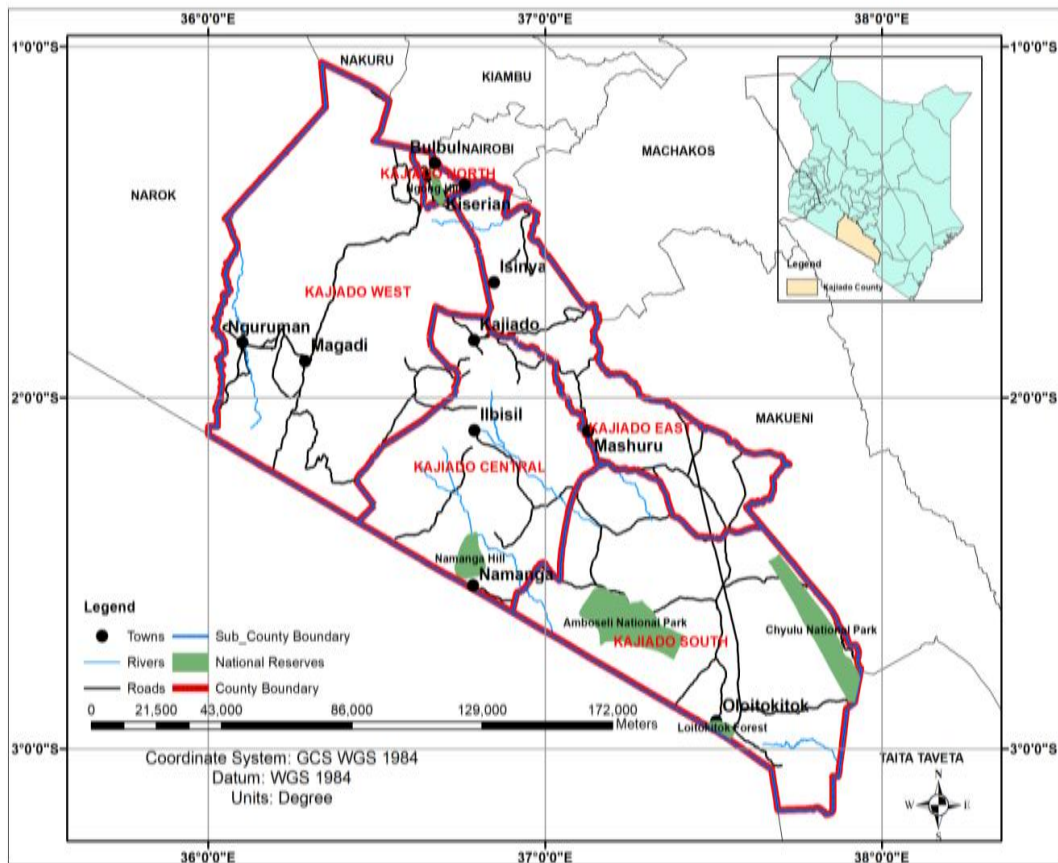 36°0'0"E
37°0'0"E
38°0'0"E
1°0'0"S
1°0'0"S
NAKURU
KIAMBU
BulbulNAIROBI
MACHAKOS
KAJIADO NORTH
NAROK
Ngong Hill
Kiserian
Isinya
Legend
Kajiado County
KAJIADO WEST
Nguruman
Kajiado
Magadi
2°0'0"S
2°0'0"S
Ilbisil
MAKUENI
KAJIADO EAST
Mashuru
KAJIADO CENTRAL
Namanga Hill
Namanga
Legend
Amboseli National Park
Chyulu National Park
Towns
Sub_County Boundary
KAJIADO SOUTH
Rivers
National Reserves
Roads
County Boundary
0 21,500 43,000 86,000 129,000 172,000
Meters
Oloitokitok
Loitokitok Forest
3°0'0"S
3°0'0"S
Coordinate System: GCS WGS 1984
Datum: WGS 1984
Units: Degree
TAITA TAVETA
N
W E
S
36°0'0"E
37°0'0"E
38°0'0"E